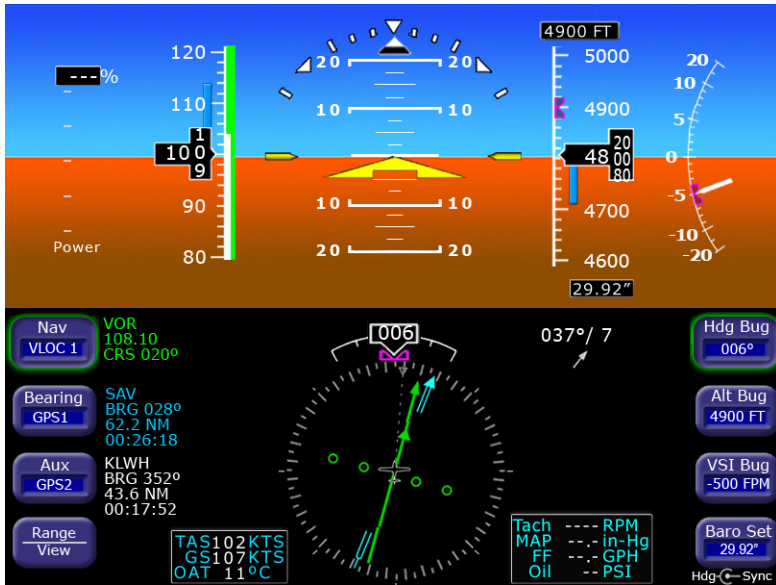 4900 FT
---%
Power
120
110
1
100
9
90
80
20 20
10 10
10 10
20 20
5000
4900
20
48 00
80
4700
4600
29.92"
20
10
5
0
-5
-10
-20
Nav
VLOC 1
VOR
108.10
CRS 020º
Bearing
GPS1
SAV
BRG 028º
62.2 NM
00:26:18
Aux
GPS2
KLWH
BRG 352º
43.6 NM
00:17:52
Range
View
006
037°/ 7
TAS102KTS
GS107KTS
OAT 11°C
Tach ---- RPM
MAP --.- in-Hg
FF --.- GPH
Oil -- PSI
Hdg Bug
006º
Alt Bug
4900 FT
VSI Bug
-500 FPM
Baro Set
29.92"
Hdg Sync